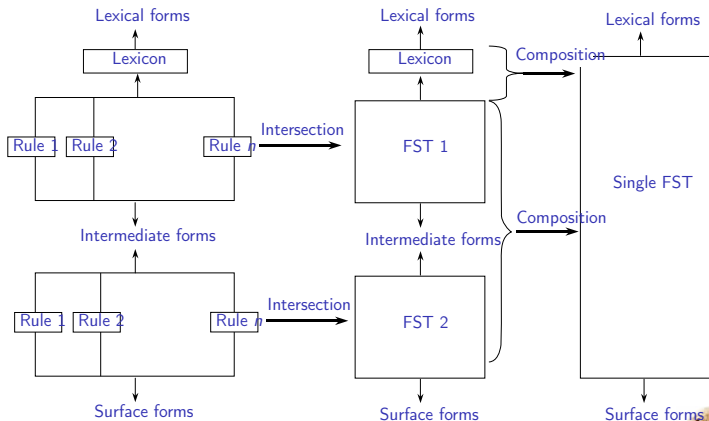 Lexical forms
Lexicon
Rule 1
Rule 2
Rule n
Intermediate forms
Rule 1
Rule 2
Rule n
Surface forms
Intersection
Intersection
Lexical forms
Lexicon
FST 1
Intermediate forms
FST 2
Surface forms
Composition
Composition
Lexical forms
Single FST
Surface forms